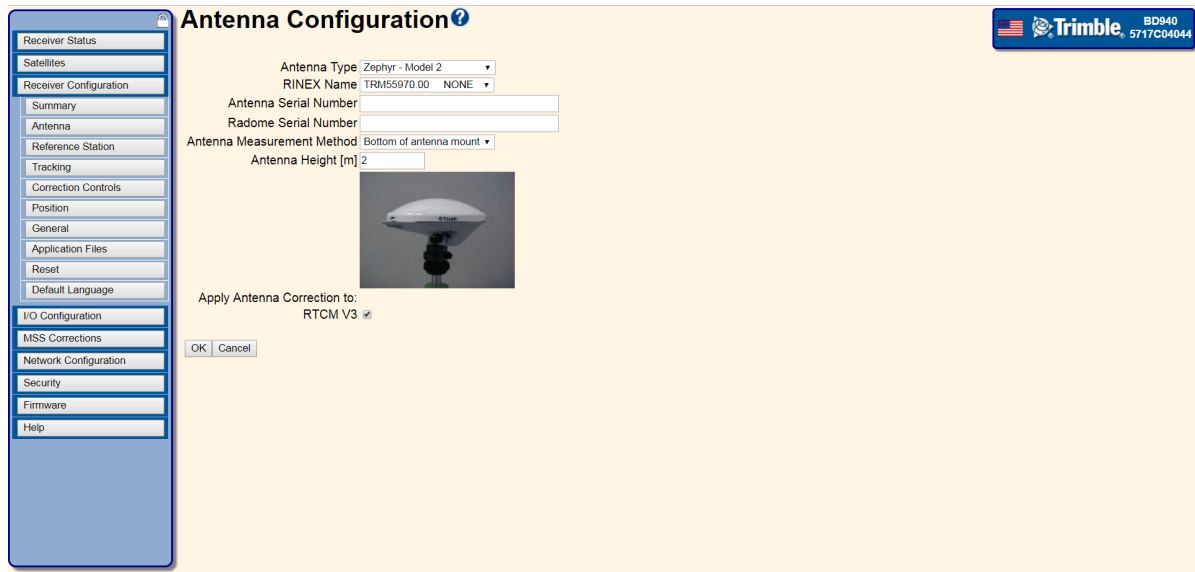 Antenna Configuration?
Trimble® BD940
5717C04044
Receiver Status
Satellites
Receiver Configuration
Summary
Antenna
Reference Station
Tracking
Correction Controls
Position
General
Application Files
Reset
Default Language
I/O Configuration
MSS Corrections
Network Configuration
Security
Firmware
Help
Antenna Type Zephyr - Model 2
RINEX Name TRM55970.00 NONE
Antenna Serial Number
Radome Serial Number
Antenna Measurement Method Bottom of antenna mount
Antenna Height [m] 2
Trimble
Apply Antenna Correction to:
RTCM V3
OK Cancel